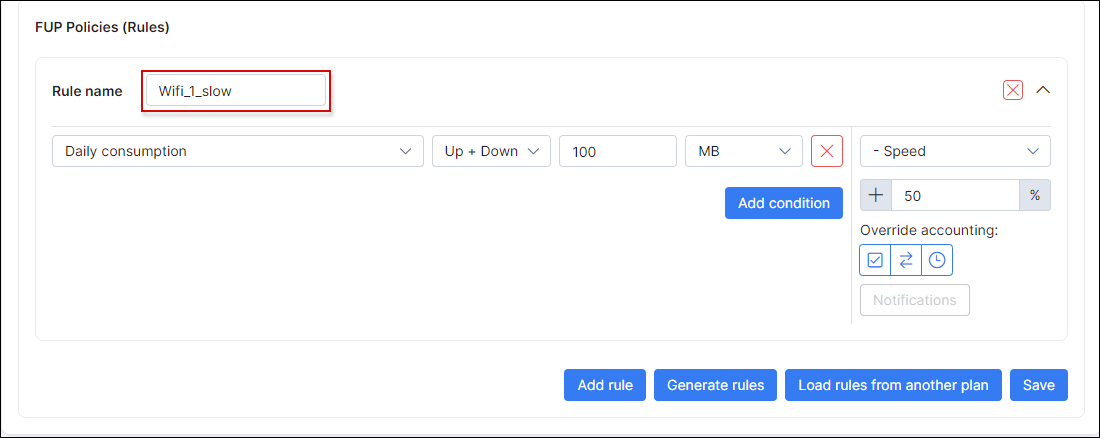 FUP Policies (Rules)
Rule name Wifi_1_slow
Daily consumption Up + Down 100 MB - Speed
50 %
Add condition
Override accounting:
Notifications
Add rule Generate rules Load rules from another plan Save